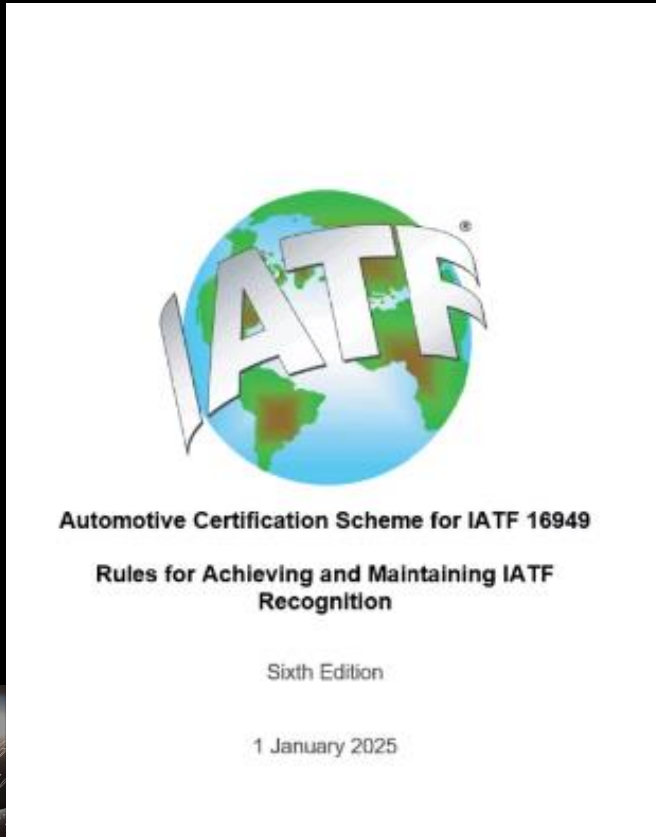 IATF®
Automotive Certification Scheme for IATF 16949
Rules for Achieving and Maintaining IATF
Recognition
Sixth Edition
1 January 2025